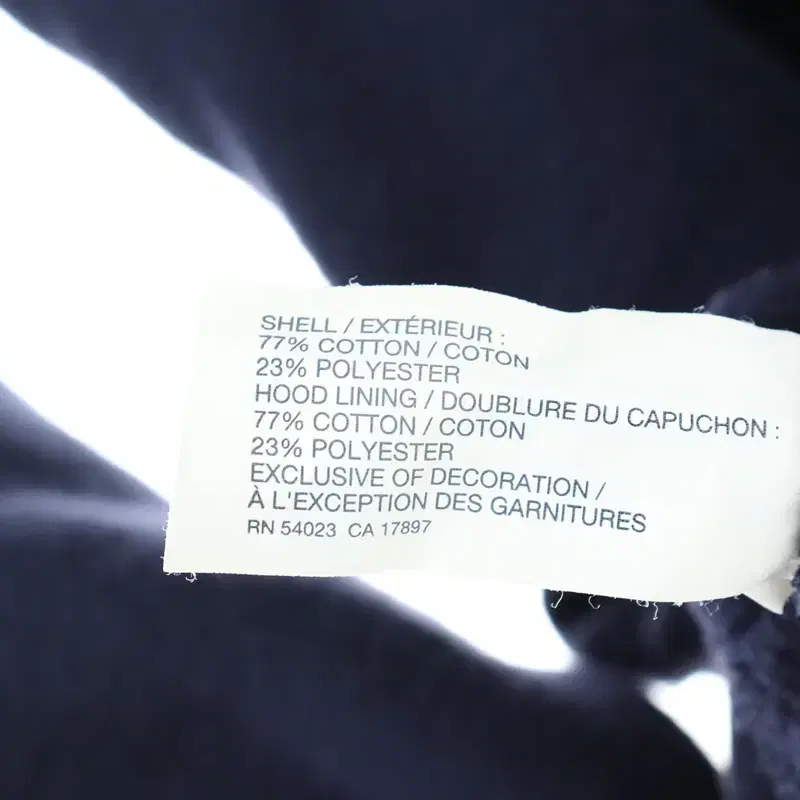 SHELL / EXTÉRIEUR :
77% COTTON / COTON
23% POLYESTER
HOOD LINING / DOUBLURE DU CAPUCHON :
77% COTTON / COTON
23% POLYESTER
EXCLUSIVE OF DECORATION /
À L'EXCEPTION DES GARNITURES
RN 54023 CA 17897